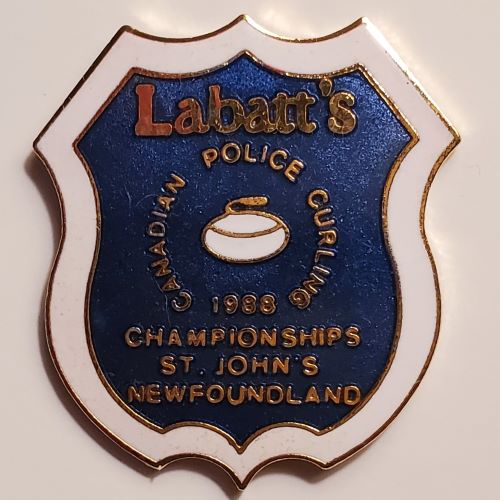 Labatt's
CANADIAN POLICE CURLING
1988
CHAMPIONSHIPS
ST. JOHN'S
NEWFOUNDLAND